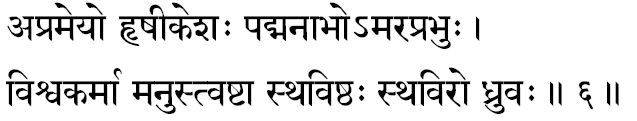 अप्रमेयो हृषीकेशः पद्मनाभोऽमरप्रभुः ।
विश्वकर्मा मनुस्त्वष्टा स्थविष्ठः स्थविरो ध्रुवः ॥ ६ ॥